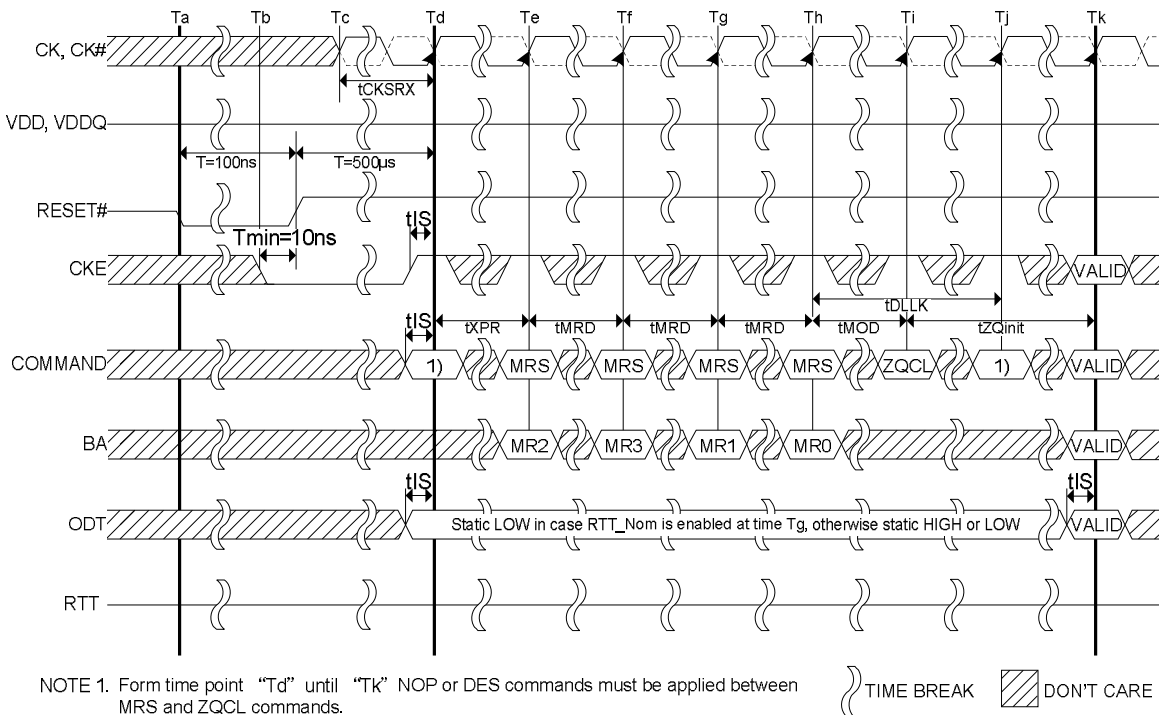 Ta Tb Tc Td Te Tf Tg Th Ti Tj Tk
CK, CK#
tCKSRX
VDD, VDDQ
T=100ns T=500µs
RESET#
tIS
Tmin=10ns
CKE VALID
tDLLK
tIS tXPR tMRD tMRD tMRD tMOD tZQinit
COMMAND 1) MRS MRS MRS MRS ZQCL 1) VALID
BA MR2 MR3 MR1 MR0 VALID
tIS tIS
ODT Static LOW in case RTT_Nom is enabled at time Tg, otherwise static HIGH or LOW VALID
RTT
NOTE 1. Form time point “Td” until “Tk” NOP or DES commands must be applied between
MRS and ZQCL commands.
TIME BREAK DON'T CARE